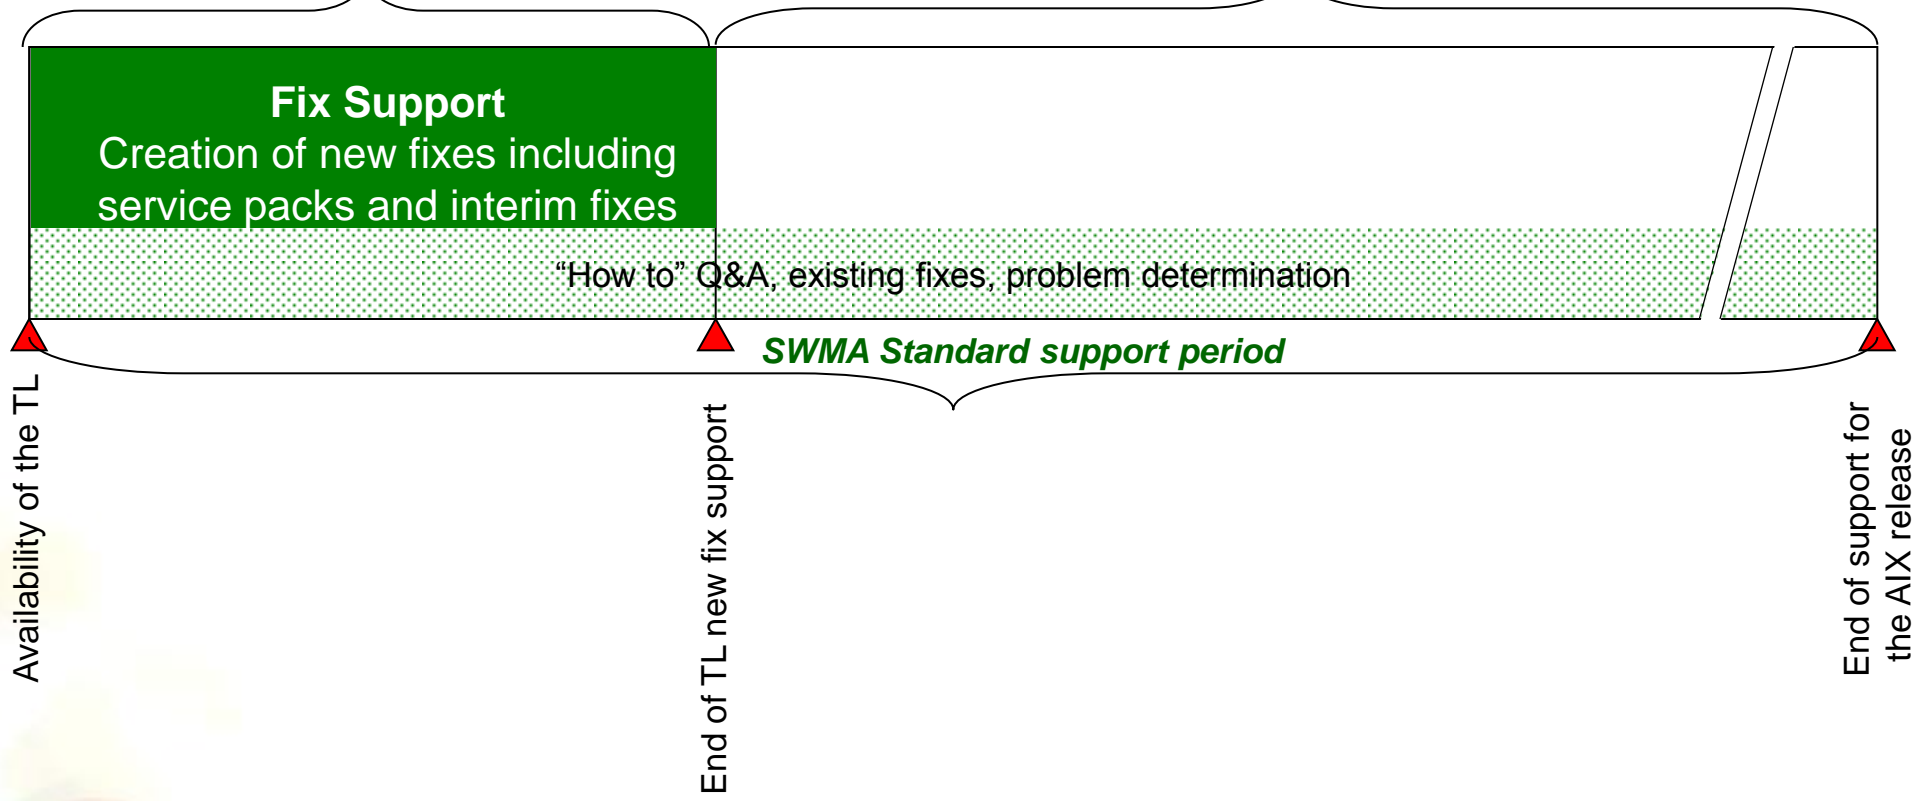 Fix Support
Creation of new fixes including
service packs and interim fixes
“How to” Q&A, existing fixes, problem determination
SWMA Standard support period
Availability of the TL
End of TL new fix support
End of support for
the AIX release